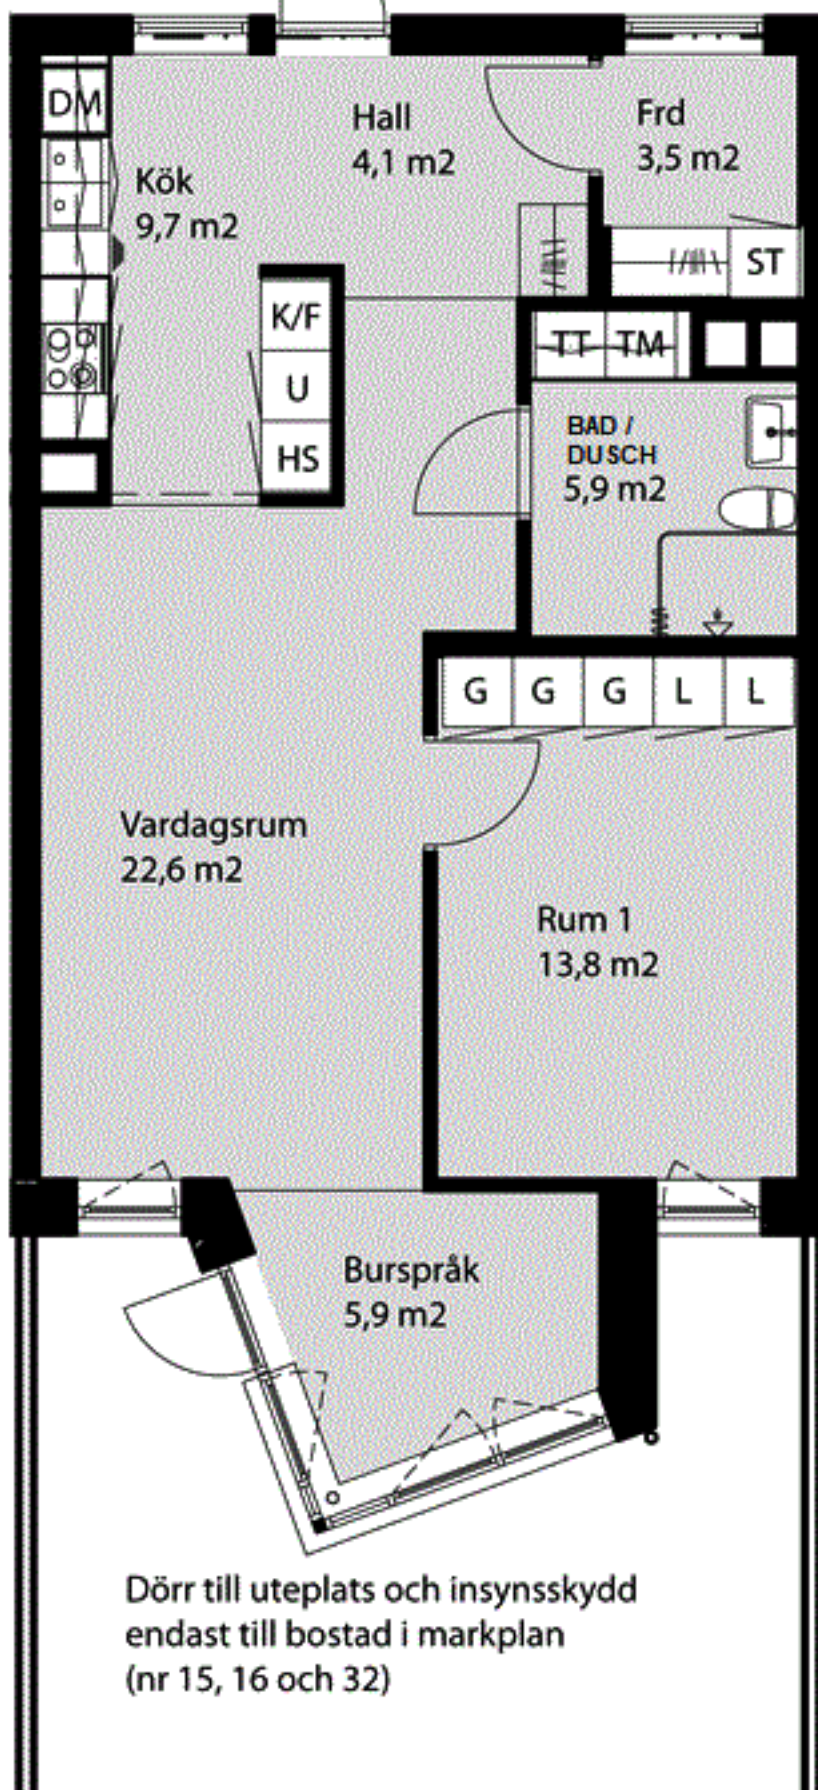 DM
Hall
4,1 m2
Frd
3,5 m2
Kök
9,7 m2
ST
K/F
TT
TM
U
BAD /
DUSCH
5,9 m2
HS
G
G
G
L
L
Vardagsrum
22,6 m2
Rum 1
13,8 m2
Burspråk
5,9 m2
Dörr till uteplats och insynsskydd
endast till bostad i markplan
(nr 15, 16 och 32)